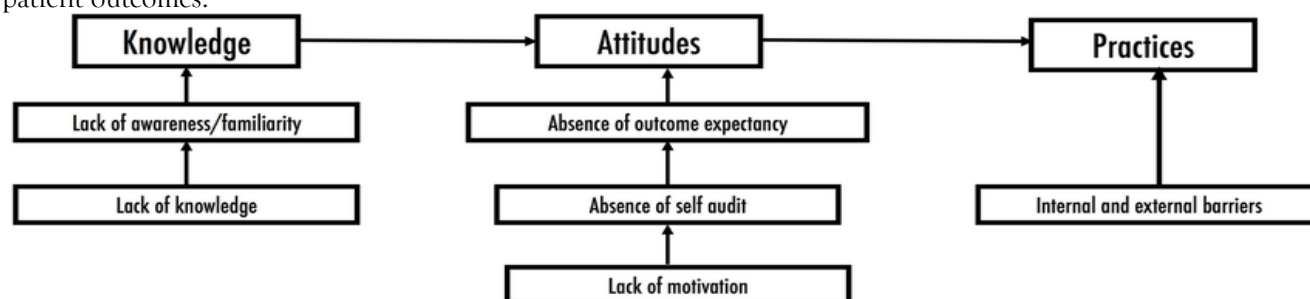 patient outcomes.
Knowledge
Attitudes
Practices
Lack of awareness/familiarity
Absence of outcome expectancy
Lack of knowledge
Absence of self audit
Internal and external barriers
Lack of motivation